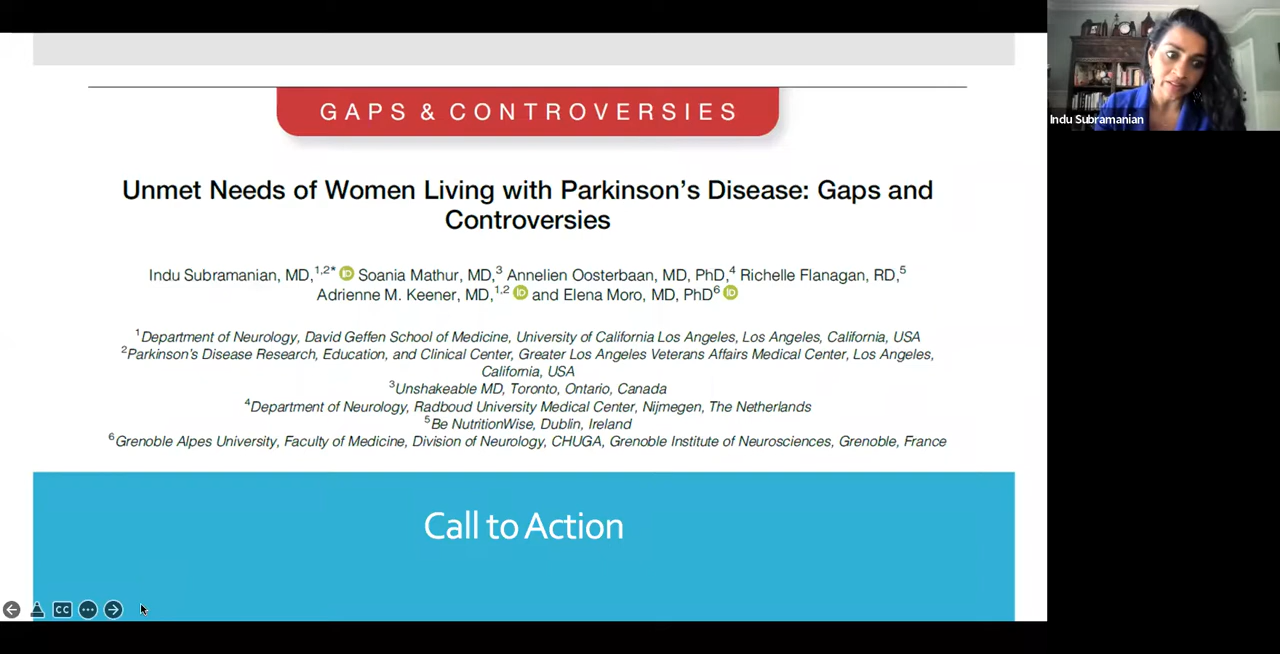 GAPS & CONTROVERSIES
Unmet Needs of Women Living with Parkinson's Disease: Gaps and
Controversies
Indu Subramanian, MD,1,2* iD Soania Mathur, MD,3 Annelien Oosterbaan, MD, PhD,4 Richelle Flanagan, RD,5
Adrienne M. Keener, MD,1,2 iD and Elena Moro, MD, PhD6 iD
1Department of Neurology, David Geffen School of Medicine, University of California Los Angeles, Los Angeles, California, USA
2Parkinson's Disease Research, Education, and Clinical Center, Greater Los Angeles Veterans Affairs Medical Center, Los Angeles,
California, USA
3Unshakeable MD, Toronto, Ontario, Canada
4Department of Neurology, Radboud University Medical Center, Nijmegen, The Netherlands
5Be NutritionWise, Dublin, Ireland
6Grenoble Alpes University, Faculty of Medicine, Division of Neurology, CHUGA, Grenoble Institute of Neurosciences, Grenoble, France
Call to Action
CC
Indu Subramanian